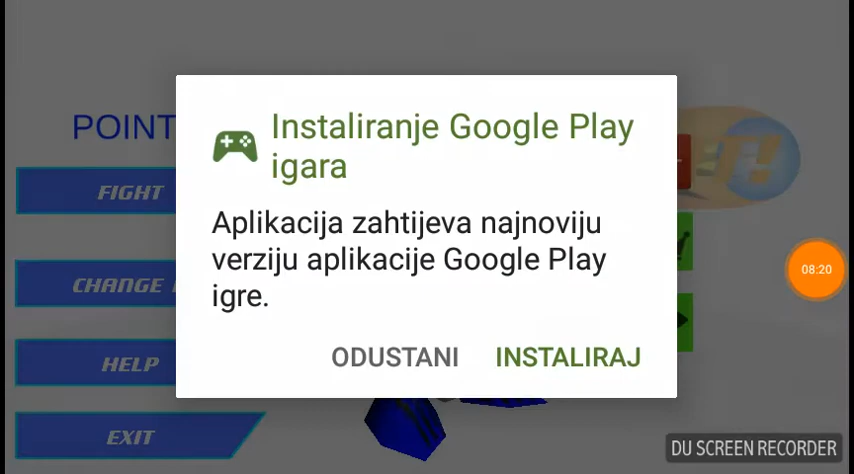 POINT
Instaliranje Google Play
igara
Aplikacija zahtijeva najnoviju
verziju aplikacije Google Play
igre.
ODUSTANI INSTALIRAJ
FIGHT
CHANGE
HELP
EXIT
T!
08:20
DU SCREEN RECORDER